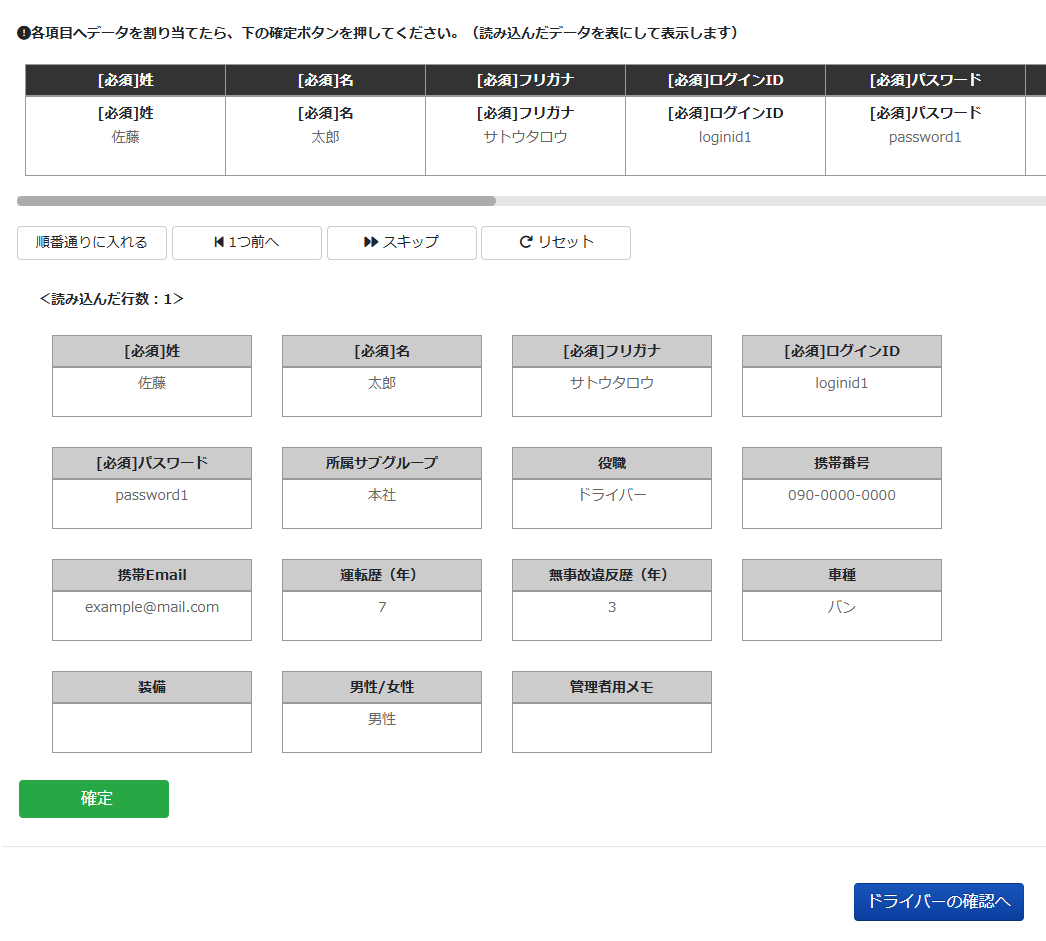 各項目へデータを割り当てたら、下の確定ボタンを押してください。（読み込んだデータを表にして表示します）
[必須]姓 [必須]名 [必須]フリガナ [必須]ログインID [必須]パスワード
[必須]姓 [必須]名 [必須]フリガナ [必須]ログインID [必須]パスワード
佐藤 太郎 サトウタロウ loginid1 password1
順番通りに入れる 1つ前へ スキップ リセット
＜読み込んだ行数：1＞
[必須]姓 [必須]名 [必須]フリガナ [必須]ログインID
佐藤 太郎 サトウタロウ loginid1
[必須]パスワード 所属サブグループ 役職 携帯番号
password1 本社 ドライバー 090-0000-0000
携帯Email 運転歴（年） 無事故違反歴（年） 車種
example@mail.com 7 3 バン
装備 男性/女性 管理者用メモ
男性
確定
ドライバーの確認へ